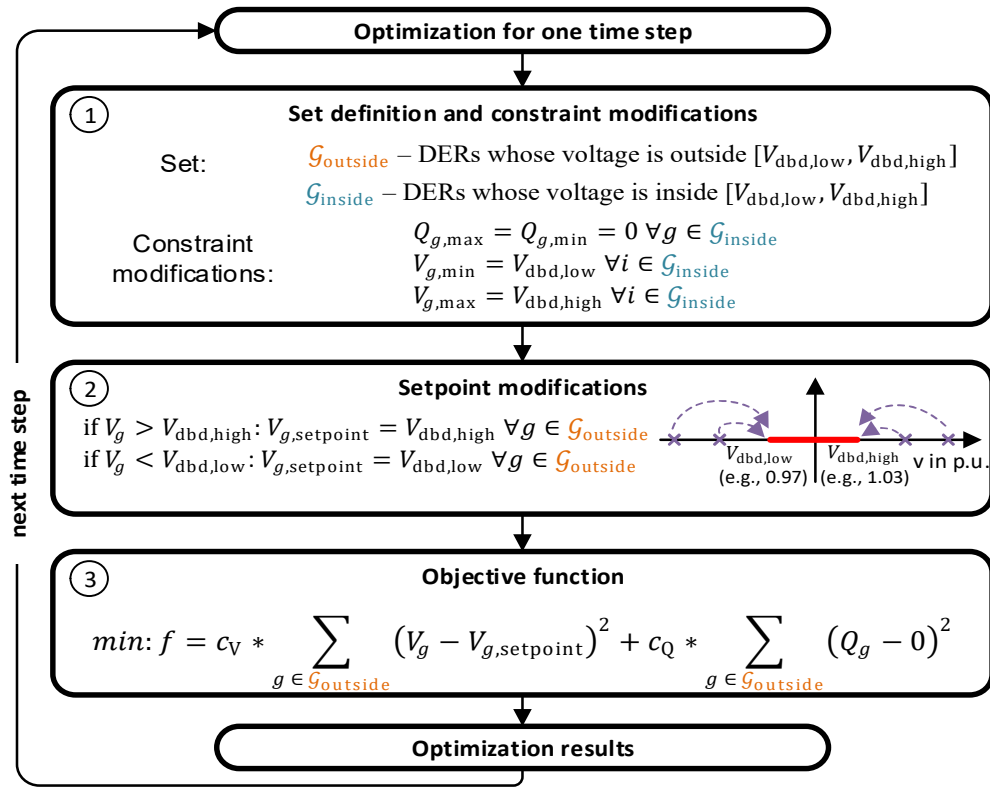 Optimization for one time step
1
Set definition and constraint modifications
Set:
𝒢outside – DERs whose voltage is outside [Vdbd,low, Vdbd,high]
𝒢inside – DERs whose voltage is inside [Vdbd,low, Vdbd,high]
Constraint modifications:
Qg,max = Qg,min = 0 ∀g ∈ 𝒢inside
Vg,min = Vdbd,low ∀i ∈ 𝒢inside
Vg,max = Vdbd,high ∀i ∈ 𝒢inside
next time step
2
Setpoint modifications
if Vg > Vdbd,high: Vg,setpoint = Vdbd,high ∀g ∈ 𝒢outside
if Vg < Vdbd,low: Vg,setpoint = Vdbd,low ∀g ∈ 𝒢outside
Vdbd,low
(e.g., 0.97)
Vdbd,high
(e.g., 1.03)
v in p.u.
3
Objective function
min: f = cV * ∑g ∈ 𝒢outside (Vg − Vg,setpoint)² + cQ * ∑g ∈ 𝒢outside (Qg − 0)²
Optimization results